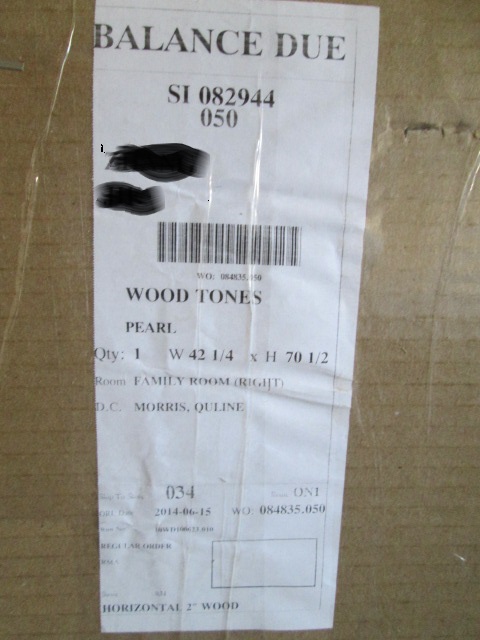 BALANCE DUE
SI 082944
050
WO: 084835.050
WOOD TONES
PEARL
Qty: 1 W 42 1/4 x H 70 1/2
Room FAMILY ROOM (RIGHT)
D.C. MORRIS, QULINE
034 ONI
2014-06-15 WO: 084835.050
REGULAR ORDER
HORIZONTAL 2" WOOD